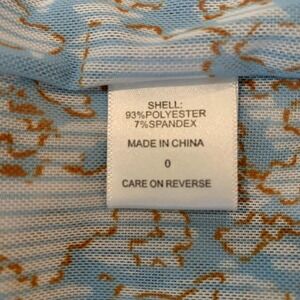 SHELL:
93%POLYESTER
7%SPANDEX
MADE IN CHINA
0
CARE ON REVERSE